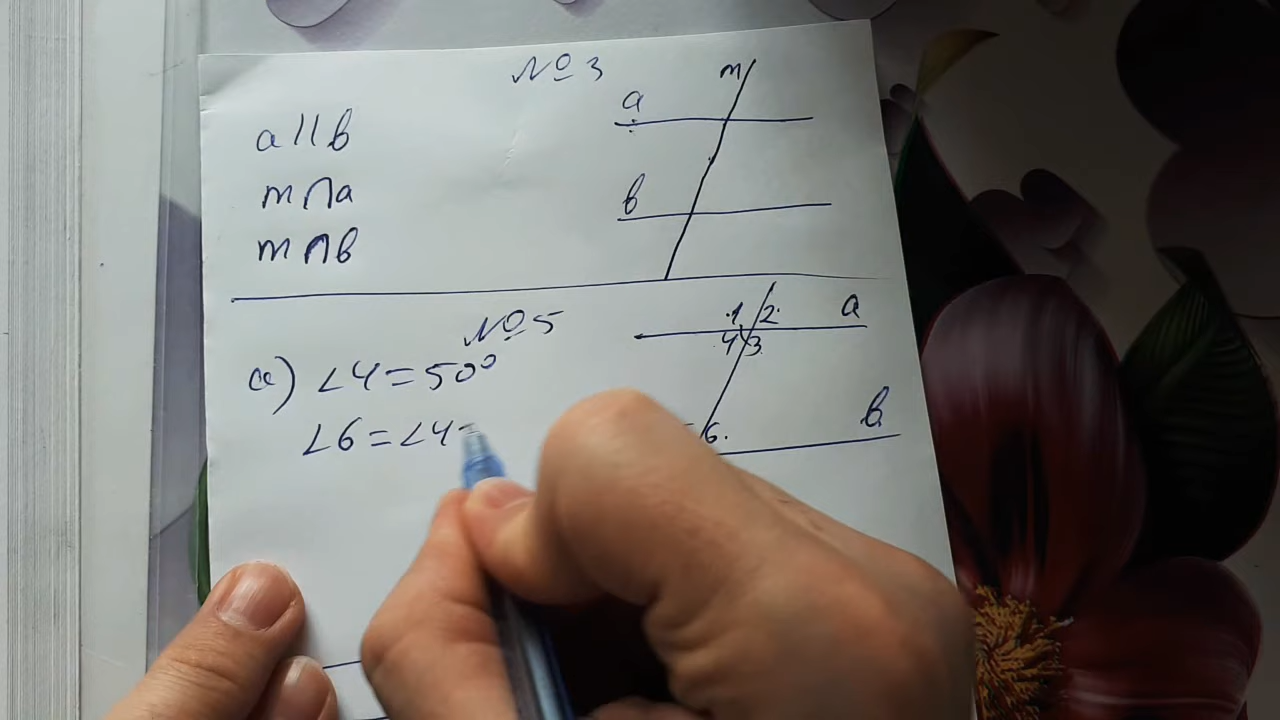 №3
a||b
m∩a
m∩b
m
a
b
№5
a) ∠4=50°
∠6=∠4=
1 2 a
4 3
6 b